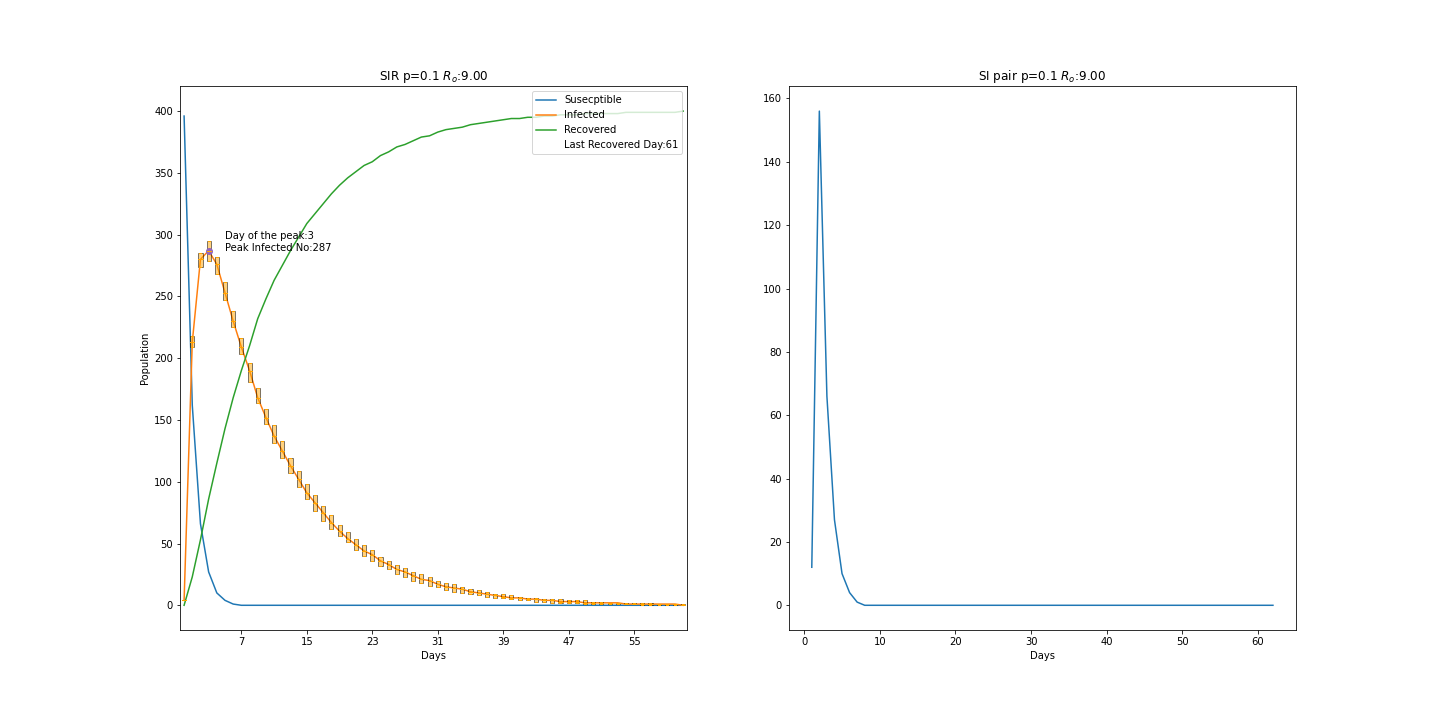 SIR p=0.1 Rₒ:9.00
Susecptible
Infected
Recovered
Last Recovered Day:61
Day of the peak:3
Peak Infected No:287
400
350
300
250
200
150
100
50
0
Population
7 15 23 31 39 47 55
Days
SI pair p=0.1 Rₒ:9.00
160
140
120
100
80
60
40
20
0
0 10 20 30 40 50 60
Days